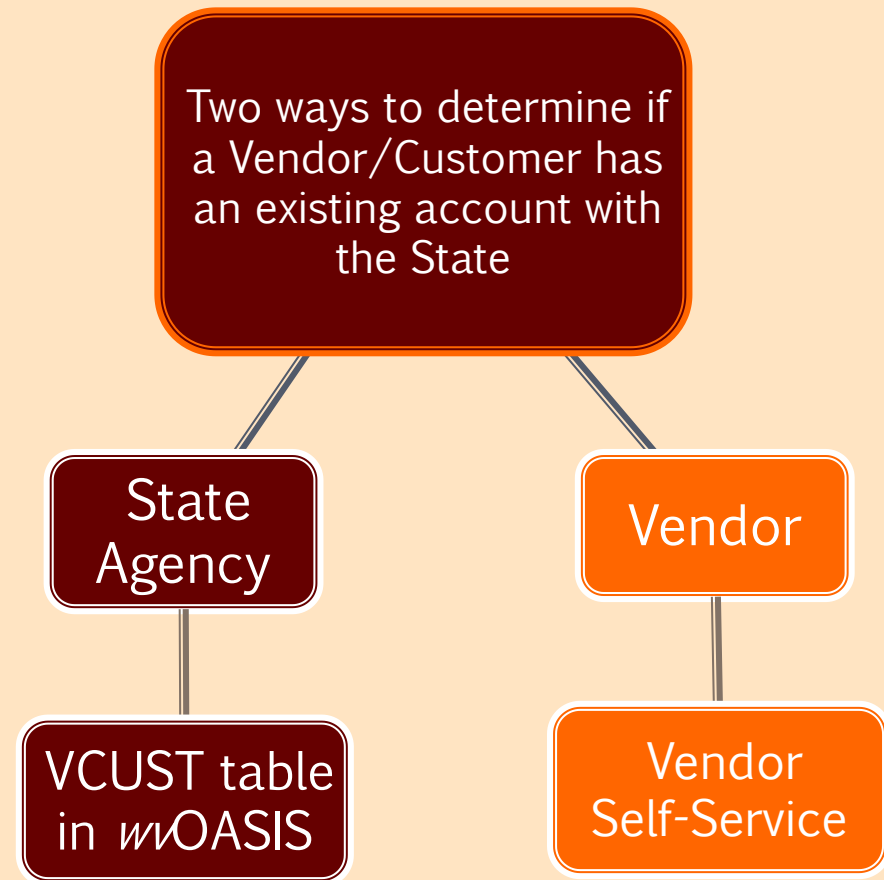 Two ways to determine if
a Vendor/Customer has
an existing account with
the State
State
Agency
Vendor
VCUST table
in wvOASIS
Vendor
Self-Service